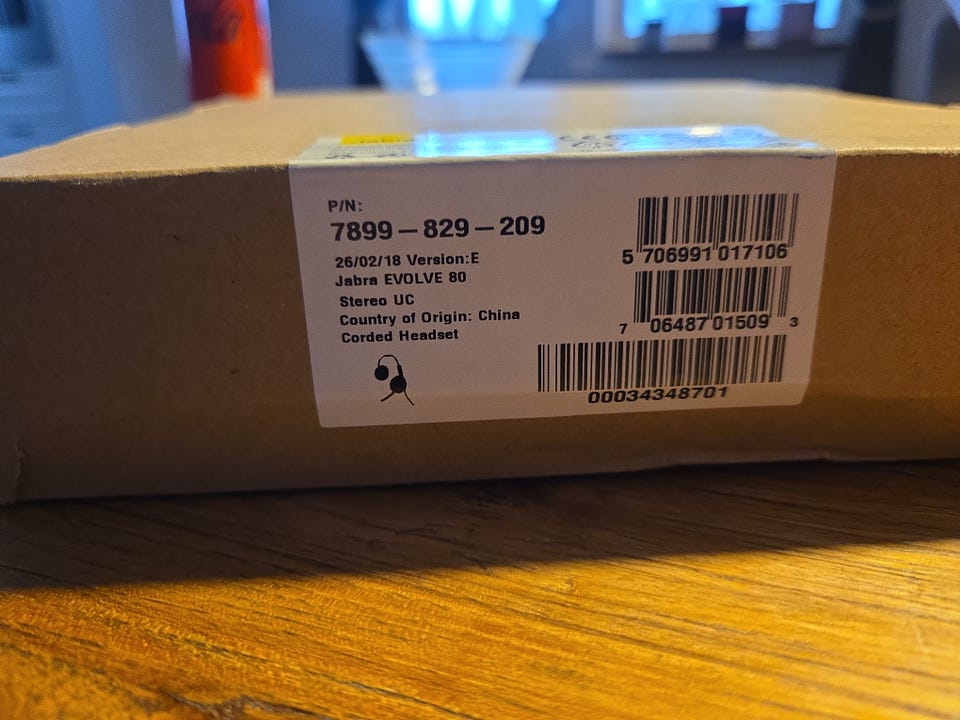 Jabra
P/N:
7899-829-209
26/02/18 Version:E
Jabra EVOLVE 80
Stereo UC
Country of Origin: China
Corded Headset
5 706991 017106
7 06487 01509 3
00034348701